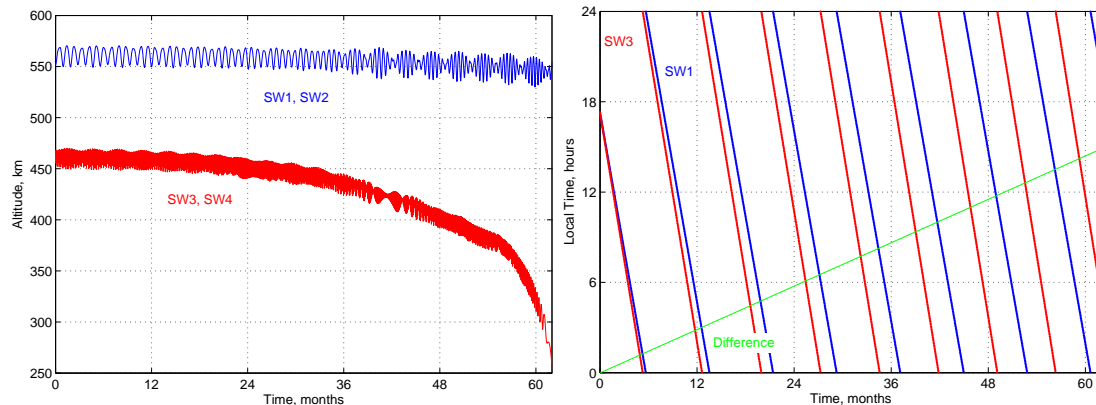 600
550
500
450
400
350
300
250
Altitude, km
SW1, SW2
SW3, SW4
0 12 24 36 48 60
Time, months
24
18
12
6
0
Local Time, hours
SW3
SW1
Difference
0 12 24 36 48 60
Time, months